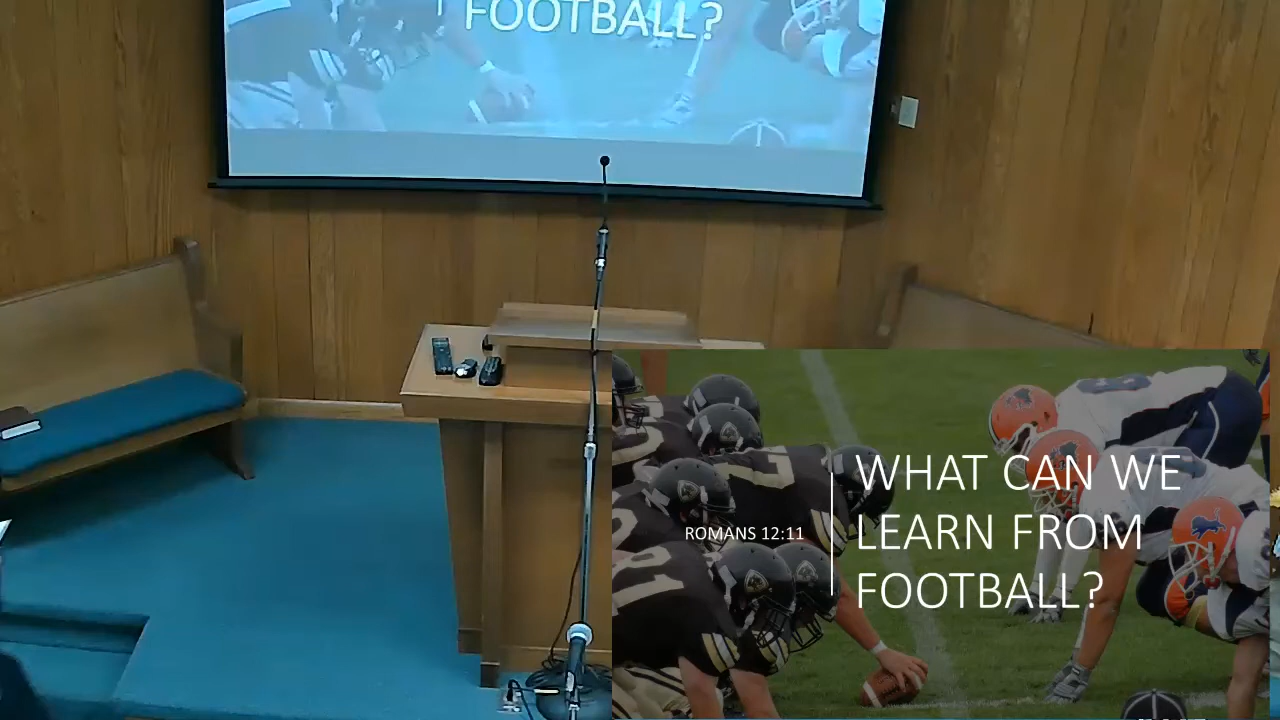 FOOTBALL?
ROMANS 12:11
WHAT CAN WE
LEARN FROM
FOOTBALL?